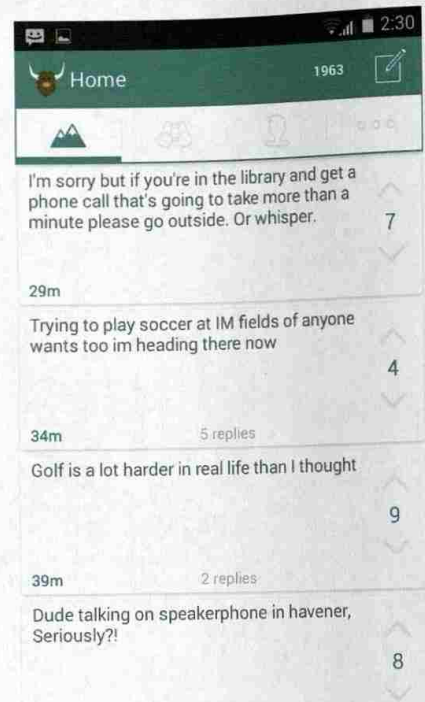 2:30
Home
1963
I'm sorry but if you're in the library and get a
phone call that's going to take more than a
minute please go outside. Or whisper.
7
29m
Trying to play soccer at IM fields of anyone
wants too im heading there now
4
34m
5 replies
Golf is a lot harder in real life than I thought
9
39m
2 replies
Dude talking on speakerphone in havener,
Seriously?!
8